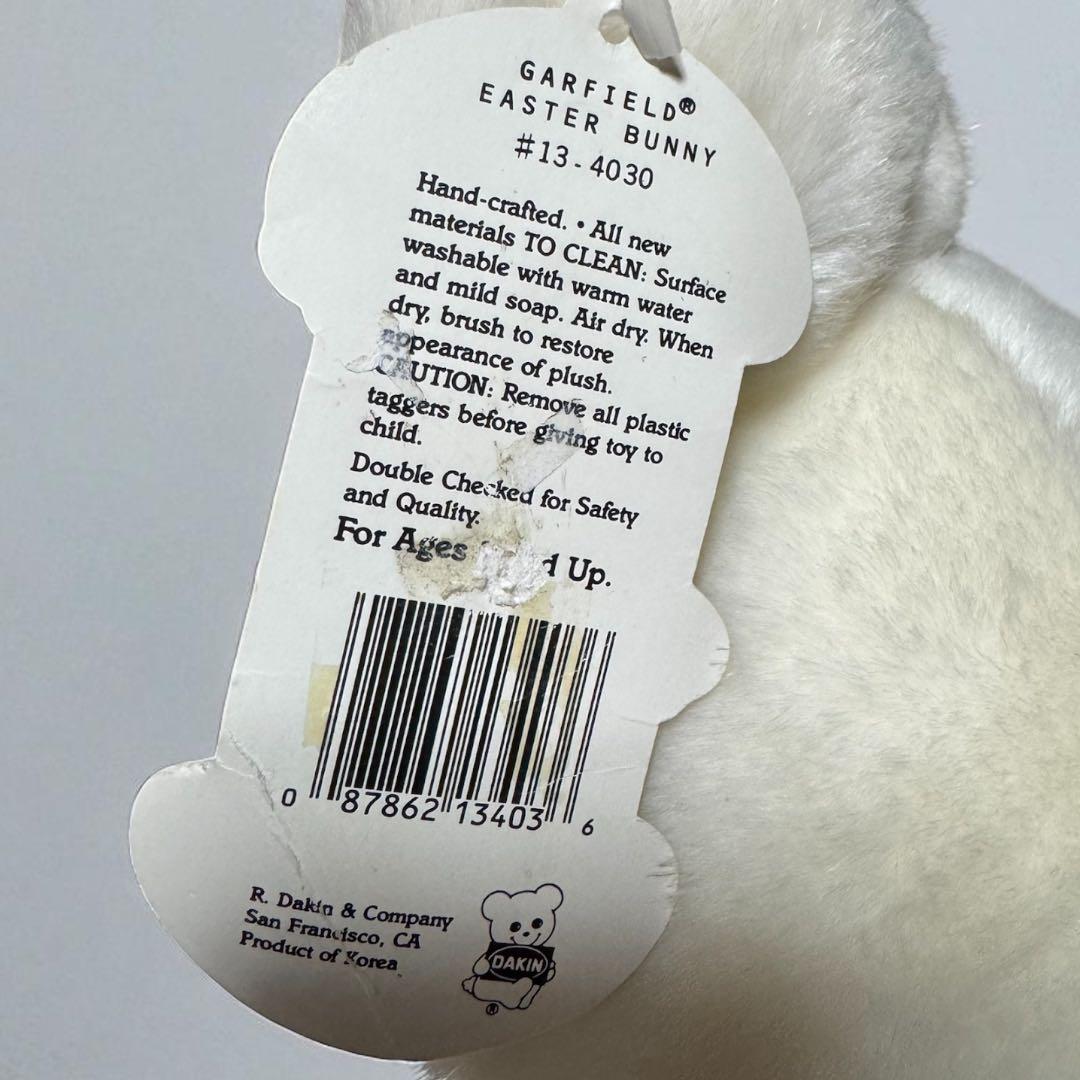 GARFIELD®
EASTER BUNNY
#13-4030
Hand-crafted. • All new
materials TO CLEAN: Surface
washable with warm water
and mild soap. Air dry. When
dry, brush to restore
appearance of plush.
CAUTION: Remove all plastic
taggers before giving toy to
child.
Double Checked for Safety
and Quality.
For Ages Up.
0 87862 13403 6
R. Dakin & Company
San Francisco, CA
Product of Korea
DAKIN
®